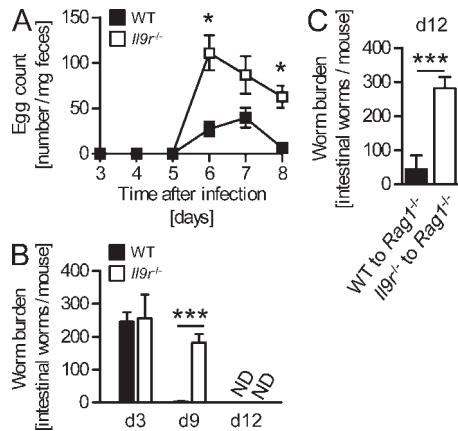 A
WT
Il9r-/-
Egg count
[number/mg feces]
150
100
50
0
*
*
3 4 5 6 7 8
Time after infection
[days]
B
WT
Il9r-/-
Worm burden
[intestinal worms/mouse]
400
300
200
100
0
***
ND
ND
d3 d9 d12
C
d12
Worm burden
[intestinal worms/mouse]
400
300
200
100
0
***
WT to Rag1-/-
Il9r-/- to Rag1-/-